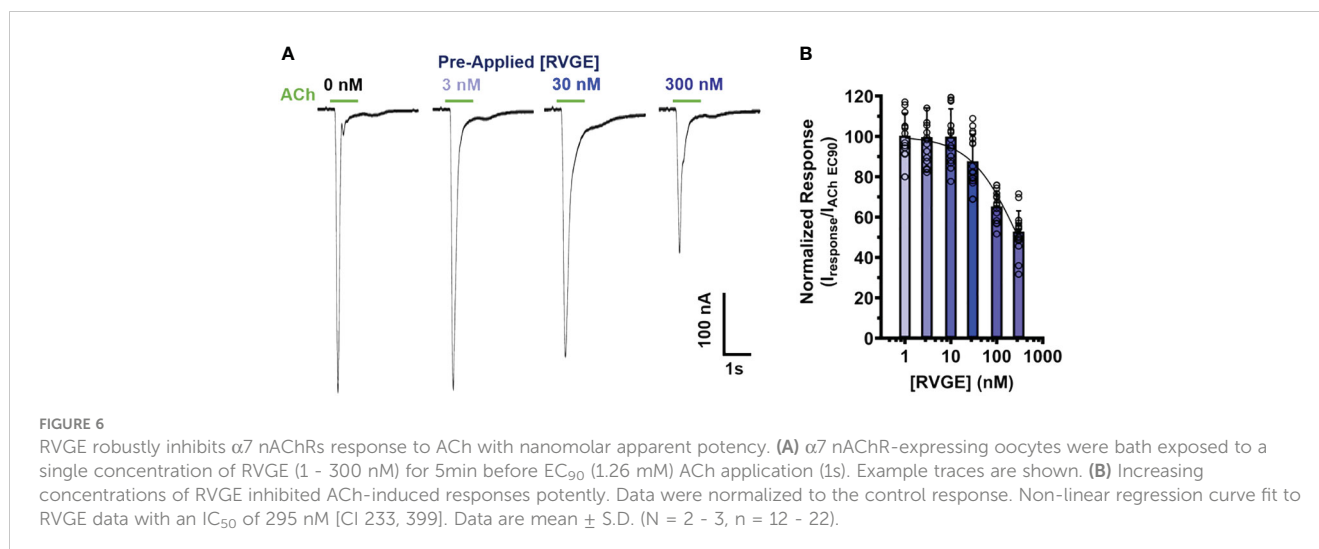 A
Pre-Applied [RVGE]
0 nM 3 nM 30 nM 300 nM
ACh
100 nA
1s
B
Normalized Response
(Iresponse/IACh EC90)
120
100
80
60
40
20
0
1 10 100 1000
[RVGE] (nM)
FIGURE 6
RVGE robustly inhibits α7 nAChRs response to ACh with nanomolar apparent potency. (A) α7 nAChR-expressing oocytes were bath exposed to a
single concentration of RVGE (1 - 300 nM) for 5min before EC90 (1.26 mM) ACh application (1s). Example traces are shown. (B) Increasing
concentrations of RVGE inhibited ACh-induced responses potently. Data were normalized to the control response. Non-linear regression curve fit to
RVGE data with an IC50 of 295 nM [CI 233, 399]. Data are mean ± S.D. (N = 2 - 3, n = 12 - 22).